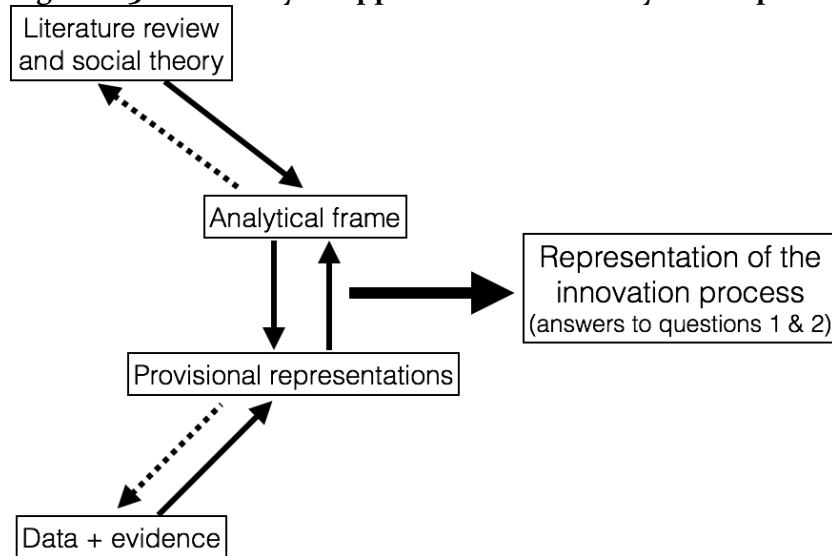 Literature review
and social theory
Analytical frame
Representation of the
innovation process
(answers to questions 1 & 2)
Provisional representations
Data + evidence